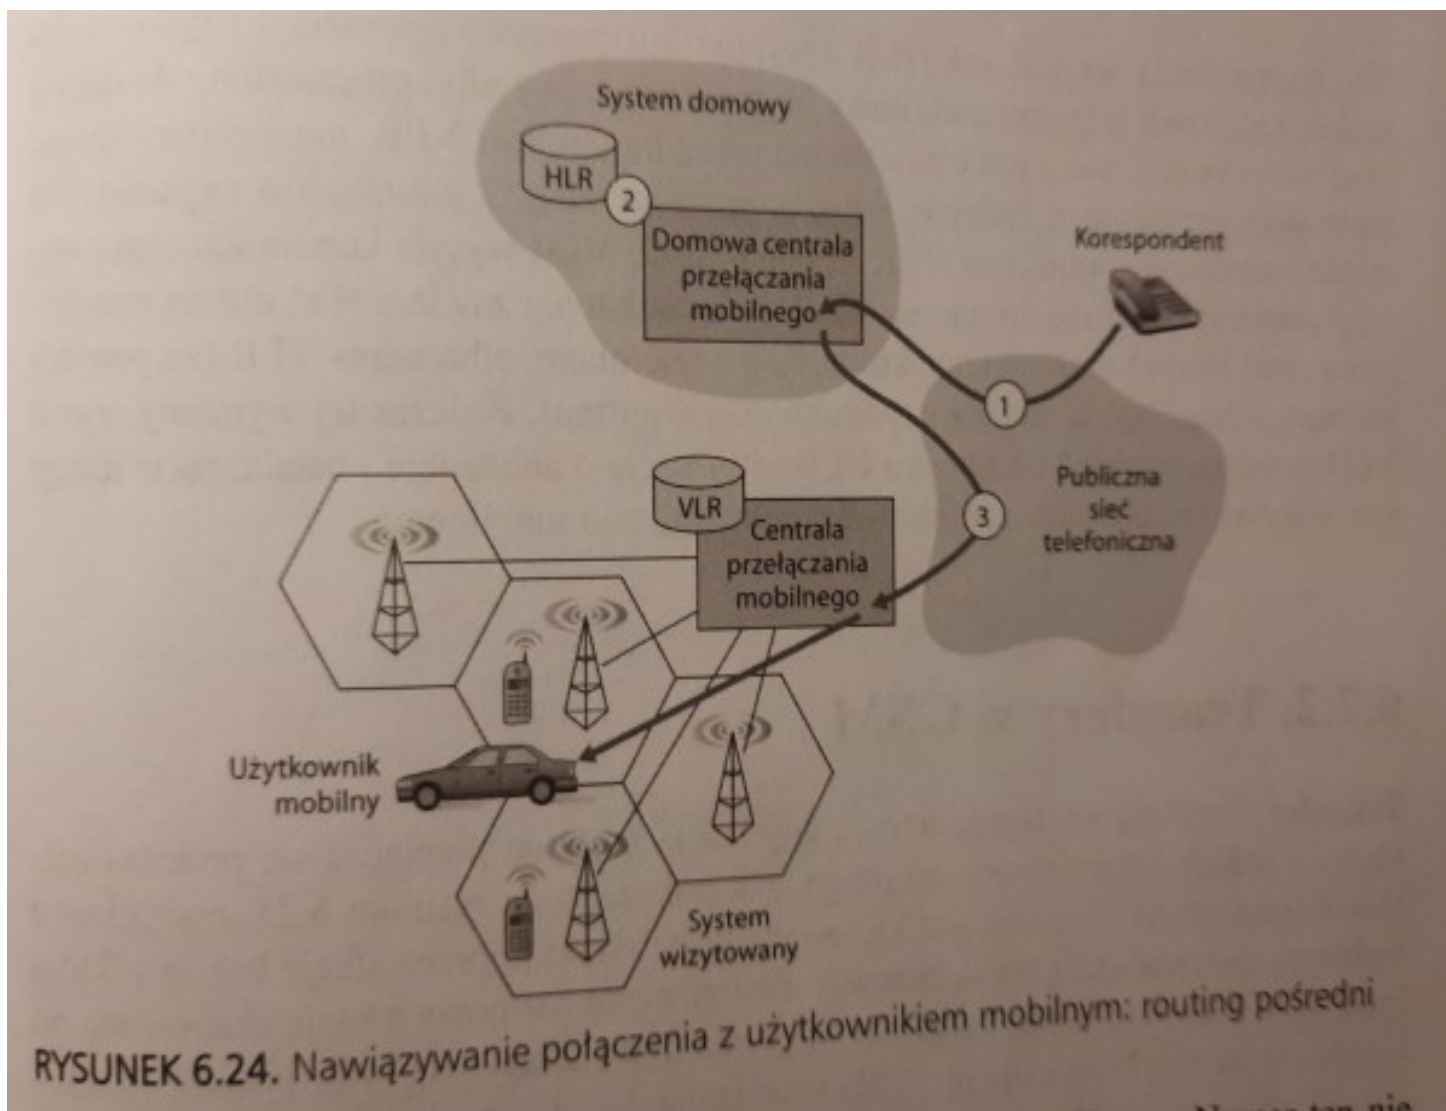 System domowy
HLR
2
Domowa centrala
przełączania
mobilnego
Korespondent
1
Publiczna
sieć
telefoniczna
3
VLR
Centrala
przełączania
mobilnego
Użytkownik
mobilny
System
wizytowany
RYSUNEK 6.24. Nawiązywanie połączenia z użytkownikiem mobilnym: routing pośredni